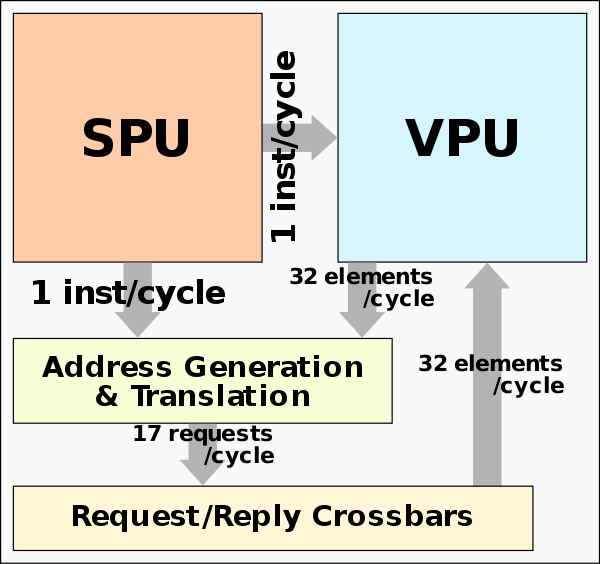 SPU
1 inst/cycle
VPU
1 inst/cycle
32 elements
/cycle
Address Generation
& Translation
32 elements
/cycle
17 requests
/cycle
Request/Reply Crossbars